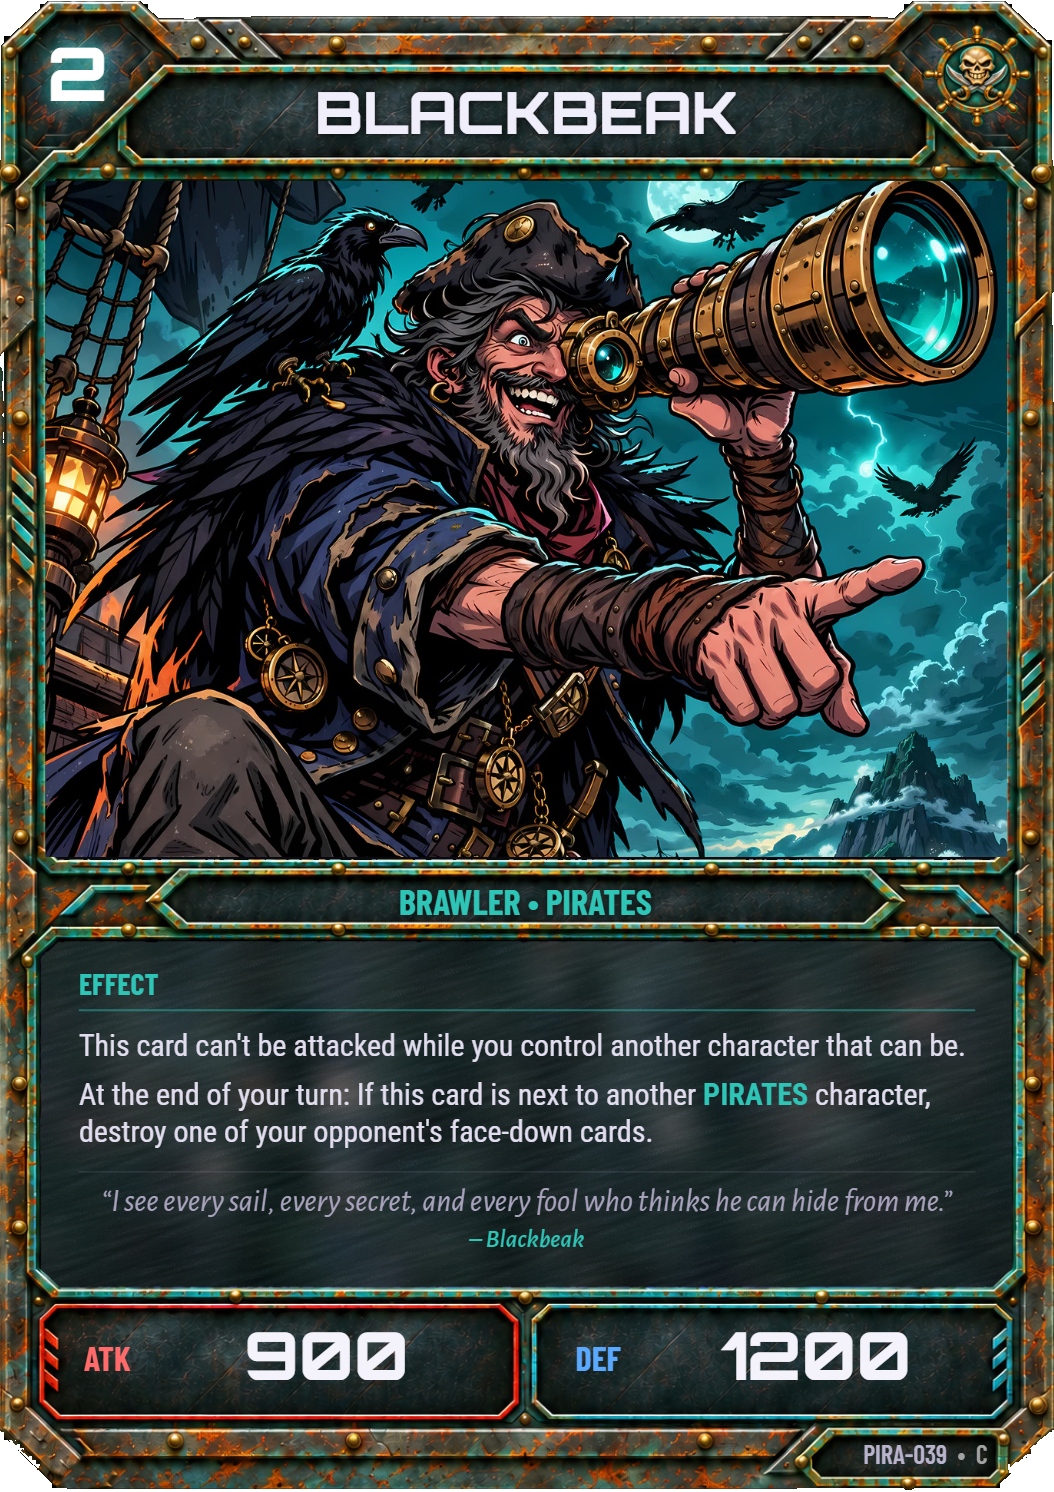 2
BLACKBEAK
BRAWLER • PIRATES
EFFECT
This card can't be attacked while you control another character that can be.
At the end of your turn: If this card is next to another PIRATES character,
destroy one of your opponent's face-down cards.
“I see every sail, every secret, and every fool who thinks he can hide from me.”
– Blackbeak
ATK 900
DEF 1200
PIRA-039 • C